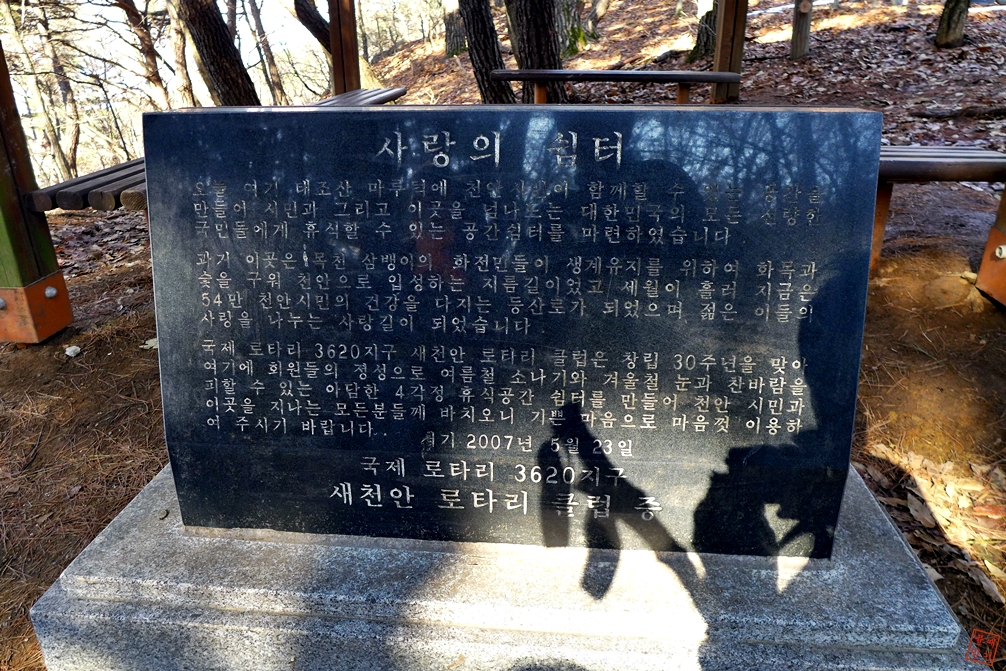 사랑의 쉼터
오늘 여기 태조산 마루턱에 천안시민이 함께할 수 있는 공간을
만들어 시민과 그리고 이곳을 넘나드는 대한민국의 모든 선량한
국민들에게 휴식할 수 있는 공간쉼터를 마련하였습니다.
과거 이곳은 목천 삼뱅이의 화전민들이 생계유지를 위하여 화목과
숯을 구워 천안으로 입성하는 지름길이었고 세월이 흘러 지금은
54만 천안시민의 건강을 다지는 등산로가 되었으며 젊은 이들의
사랑을 나누는 사랑길이 되었습니다.
국제 로타리 3620지구 새천안 로타리 클럽은 창립 30주년을 맞아
여기에 회원들의 정성으로 여름철 소나기와 겨울철 눈과 찬바람을
피할 수 있는 아담한 4각정 휴식공간 쉼터를 만들어 천안 시민과
이곳을 지나는 모든분들께 바치오니 기쁜 마음으로 마음껏 이용하
여 주시기 바랍니다.
서기 2007년 5월 23일
국제 로타리 3620지구
새천안 로타리 클럽 증